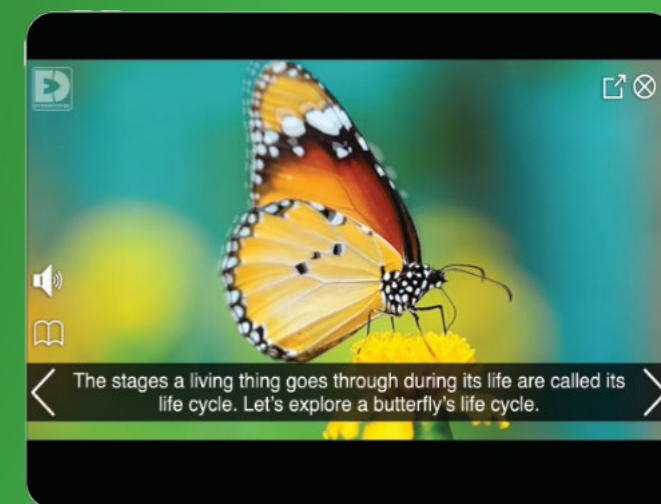 The stages a living thing goes through during its life are called its
life cycle. Let's explore a butterfly's life cycle.